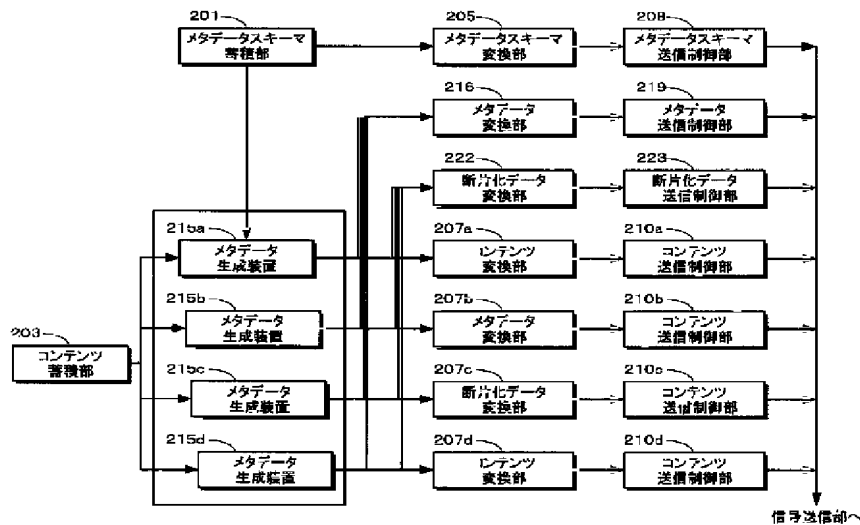 201
メタデータスキーマ
蓄積部
205
メタデータスキーマ
変換部
208
メタデータスキーマ
送信制御部
216
メタデータ
変換部
219
メタデータ
送信制御部
222
断片化データ
変換部
223
断片化データ
送信制御部
215a
メタデータ
生成装置
207a
コンテンツ
変換部
210a
コンテンツ
送信制御部
215b
メタデータ
生成装置
207b
メタデータ
変換部
210b
コンテンツ
送信制御部
203
コンテンツ
蓄積部
215c
メタデータ
生成装置
207c
断片化データ
変換部
210c
コンテンツ
送信制御部
215d
メタデータ
生成装置
207d
コンテンツ
変換部
210d
コンテンツ
送信制御部
信号送信部へ